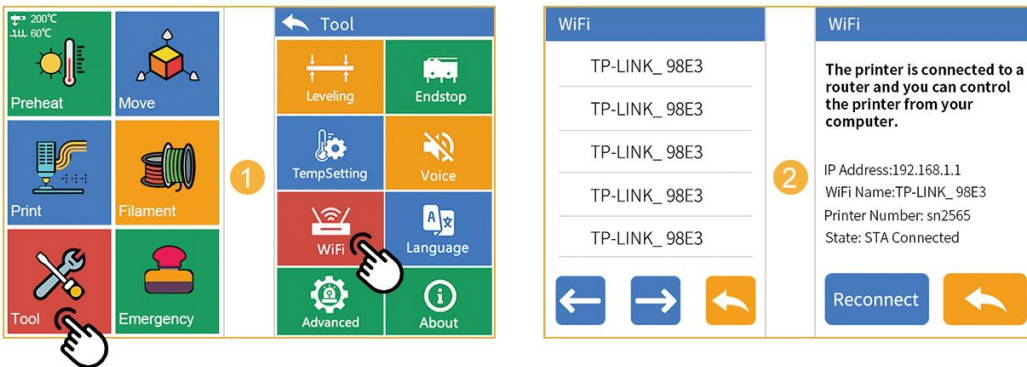 200℃
60℃
Preheat
Move
Print
Filament
Tool
Emergency
1
Tool
Leveling
Endstop
TempSetting
Voice
WiFi
Language
Advanced
About
WiFi
TP-LINK_ 98E3
TP-LINK_ 98E3
TP-LINK_ 98E3
TP-LINK_ 98E3
TP-LINK_ 98E3
2
WiFi
The printer is connected to a
router and you can control
the printer from your
computer.
IP Address:192.168.1.1
WiFi Name:TP-LINK_ 98E3
Printer Number: sn2565
State: STA Connected
Reconnect